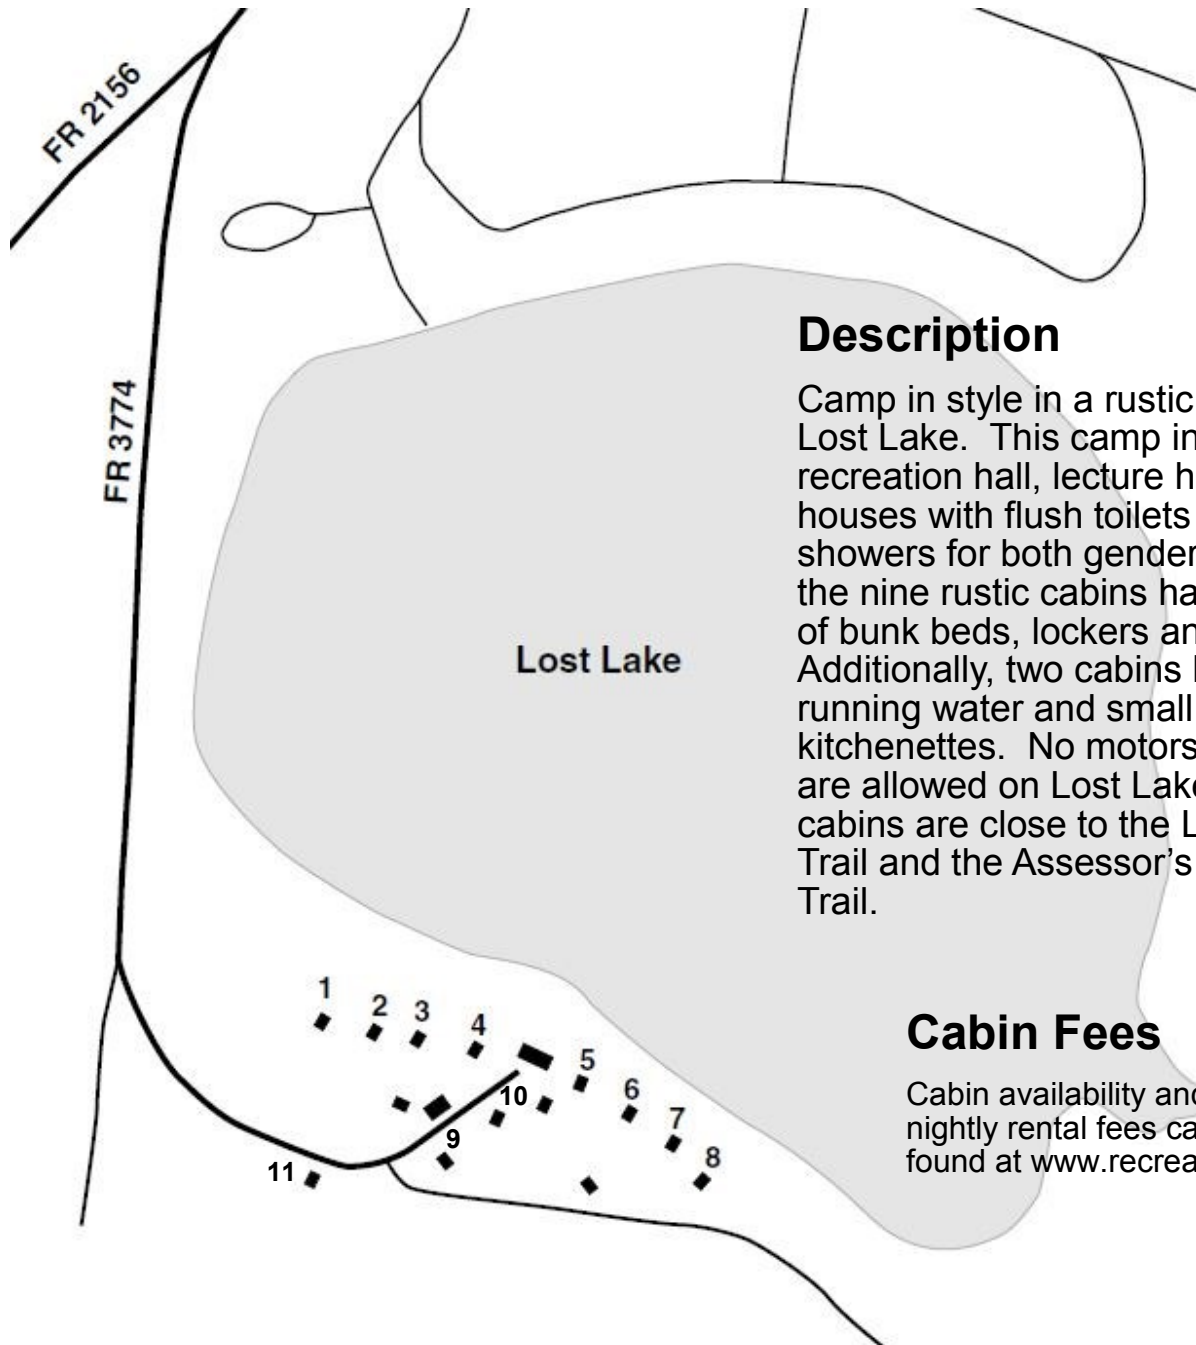 FR 2156
FR 3774
Lost Lake
Description
Camp in style in a rustic
Lost Lake. This camp in
recreation hall, lecture h
houses with flush toilets
showers for both gender
the nine rustic cabins ha
of bunk beds, lockers an
Additionally, two cabins
running water and small
kitchenettes. No motors
are allowed on Lost Lake
cabins are close to the L
Trail and the Assessor's
Trail.
Cabin Fees
Cabin availability and
nightly rental fees ca
found at www.recrea
1
2
3
4
5
6
7
8
10
9
11